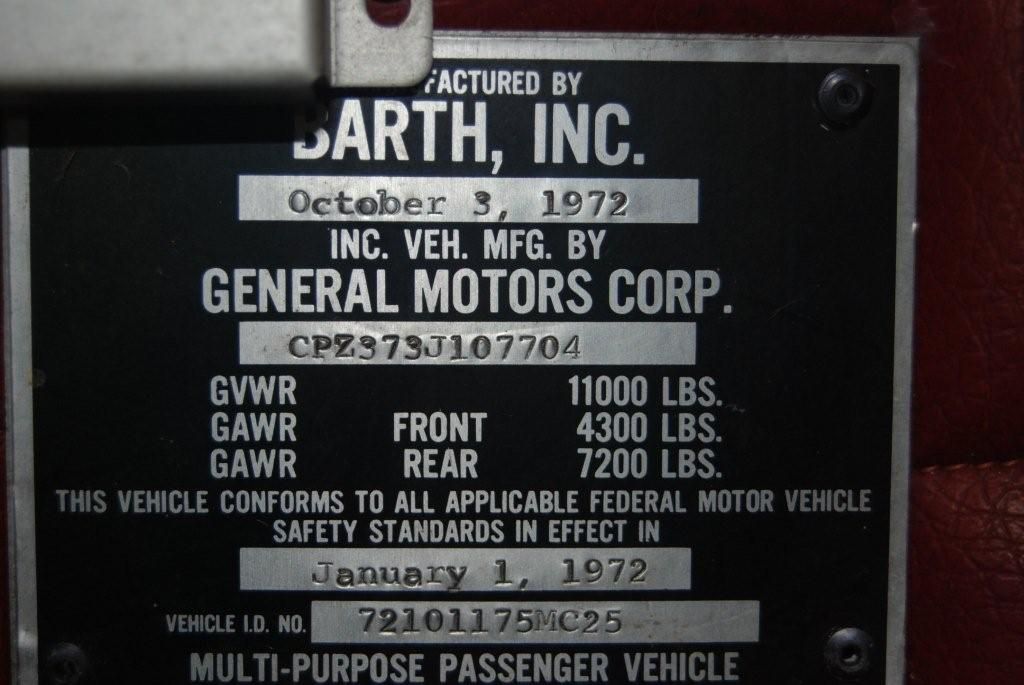 FACTURED BY
BARTH, INC.
October 3, 1972
INC. VEH. MFG. BY
GENERAL MOTORS CORP.
CPZ373J107704
GVWR 11000 LBS.
GAWR FRONT 4300 LBS.
GAWR REAR 7200 LBS.
THIS VEHICLE CONFORMS TO ALL APPLICABLE FEDERAL MOTOR VEHICLE
SAFETY STANDARDS IN EFFECT IN
January 1, 1972
VEHICLE I.D. NO. 72101175MC25
MULTI-PURPOSE PASSENGER VEHICLE